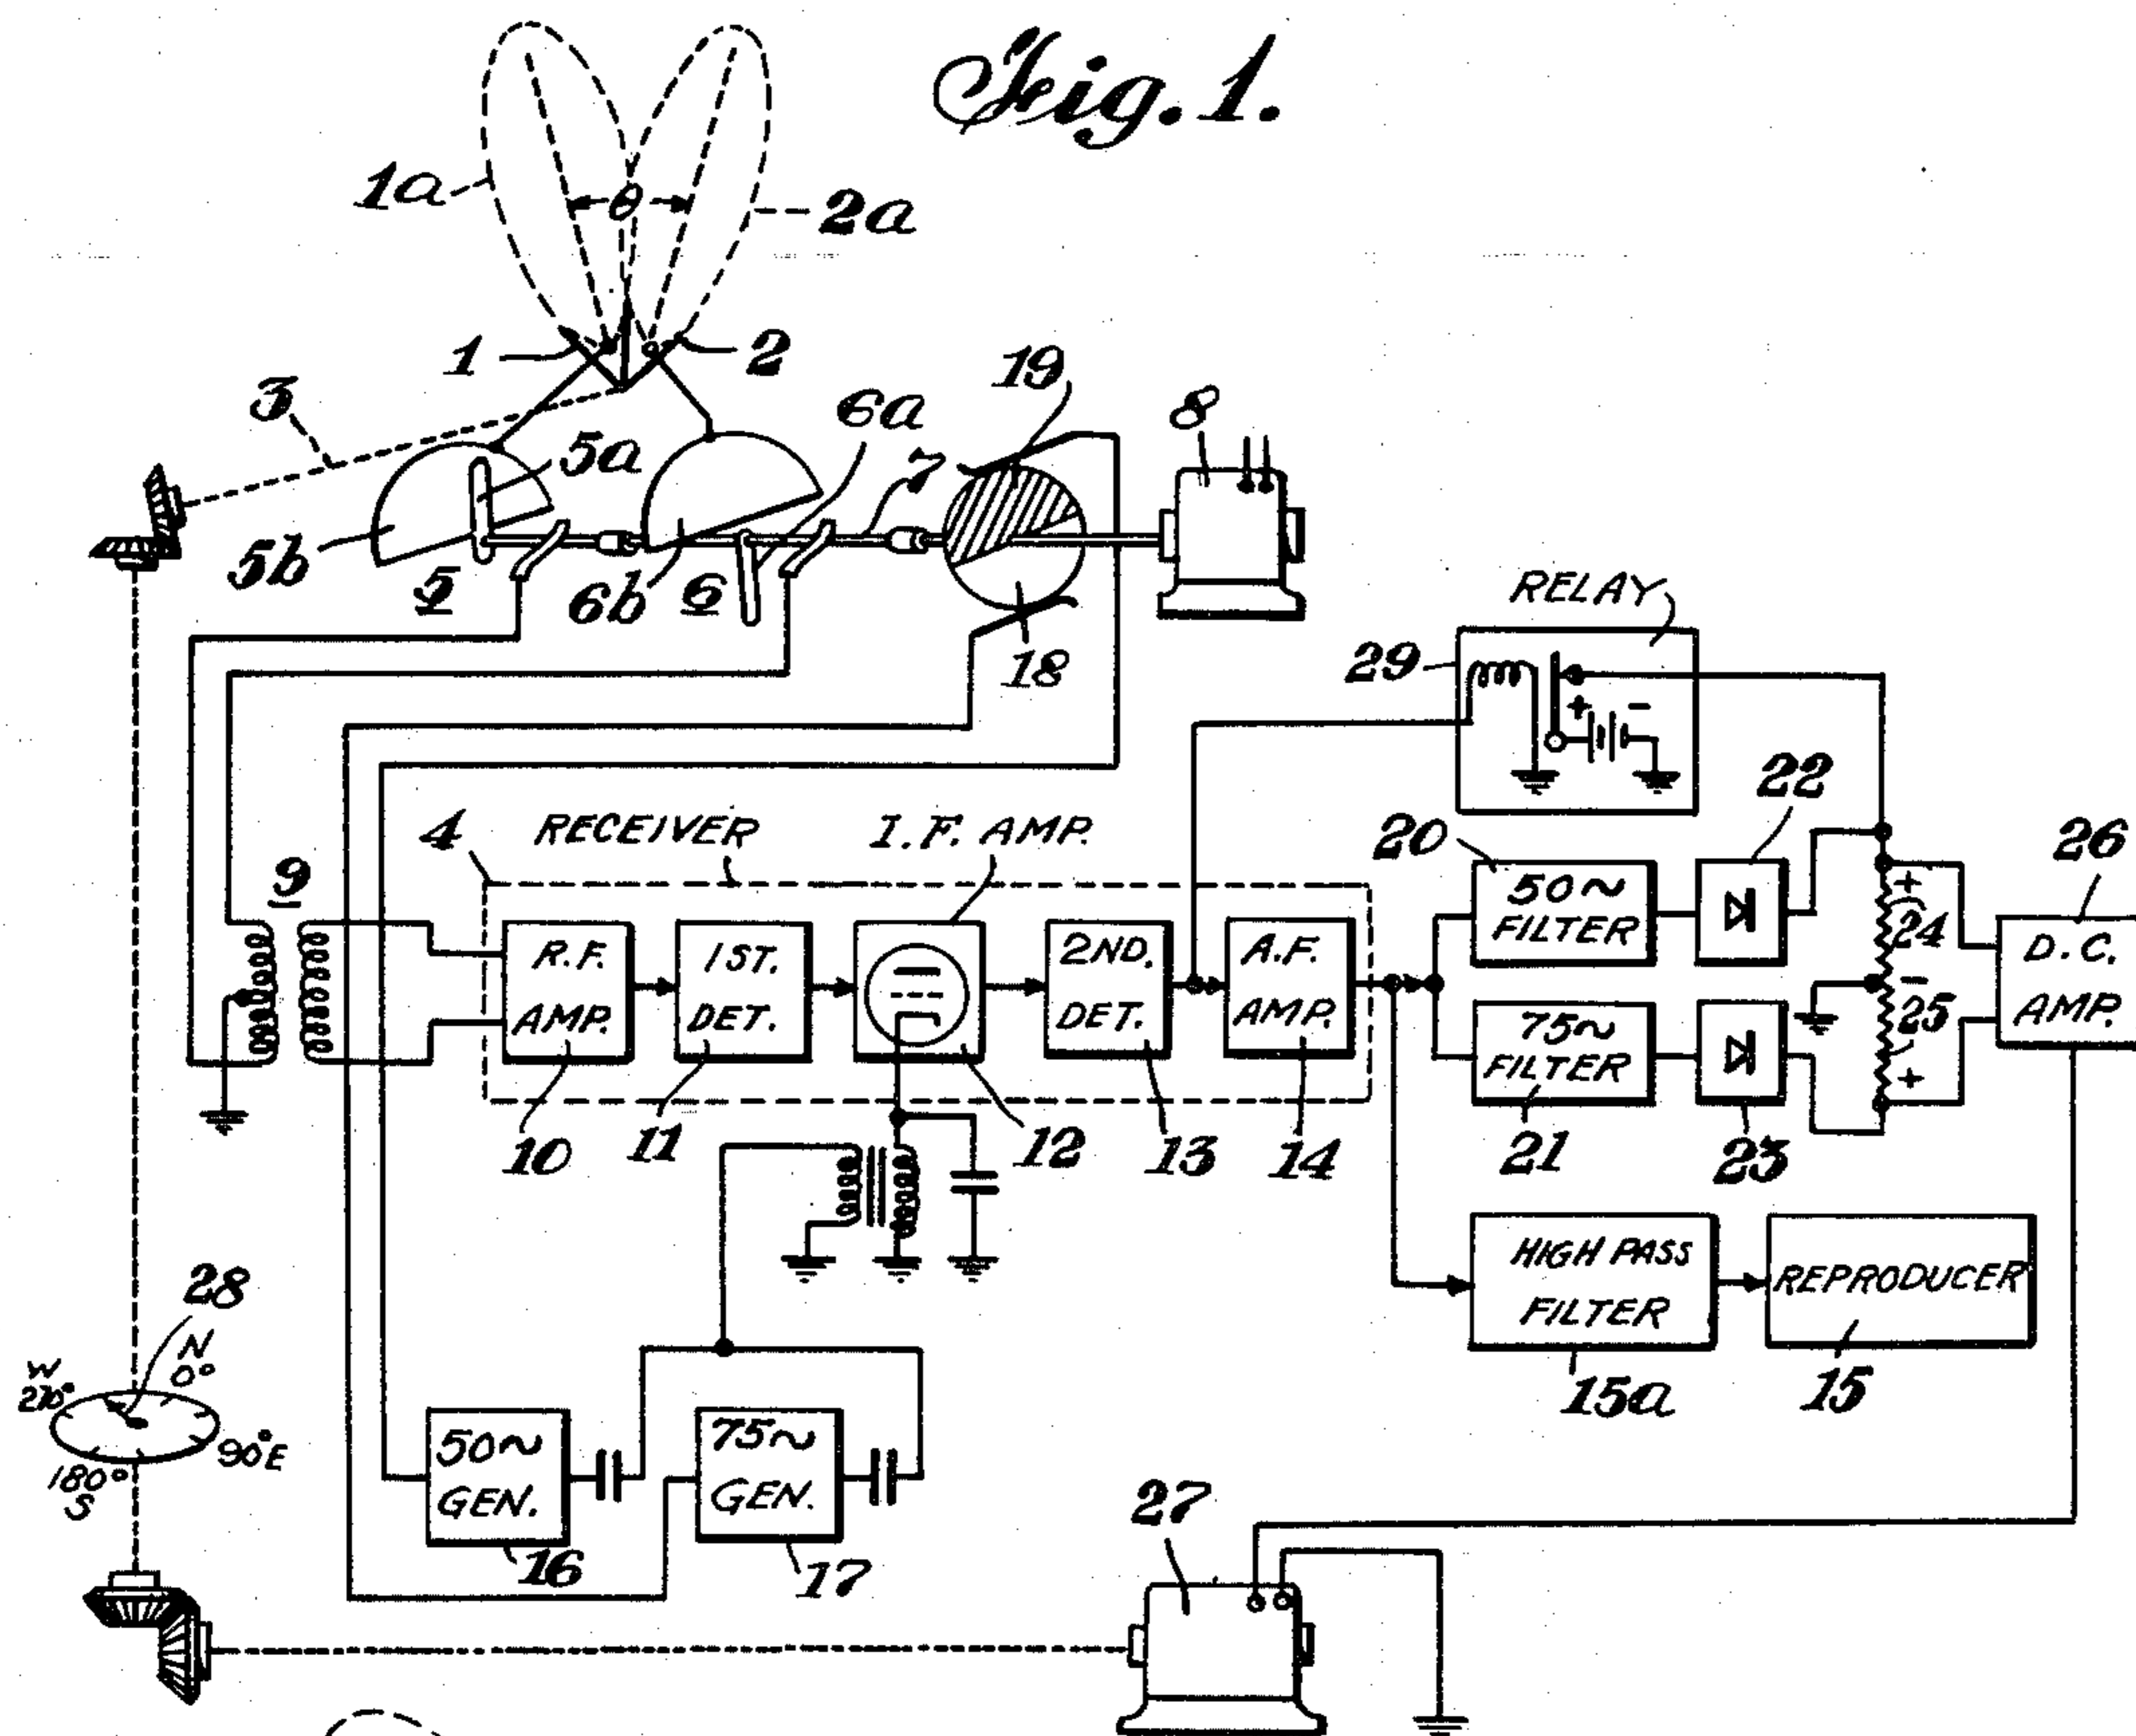 Fig. 1.
1a
θ
2a
1
2
3
19
6a
8
5a
7
5b
5
6b
6
18
RELAY
29
+ -
22
4
RECEIVER
I.F. AMP.
20
26
9
R.F.
AMP.
1ST.
DET.
2ND.
DET.
A.F.
AMP.
50~
FILTER
+
24
-
25
+
D.C.
AMP.
75~
FILTER
10
11
12
13
14
21
23
HIGH PASS
FILTER
REPRODUCER
15a
15
28
N
0°
W
270°
90°E
180°
S
50~
GEN.
75~
GEN.
16
17
27